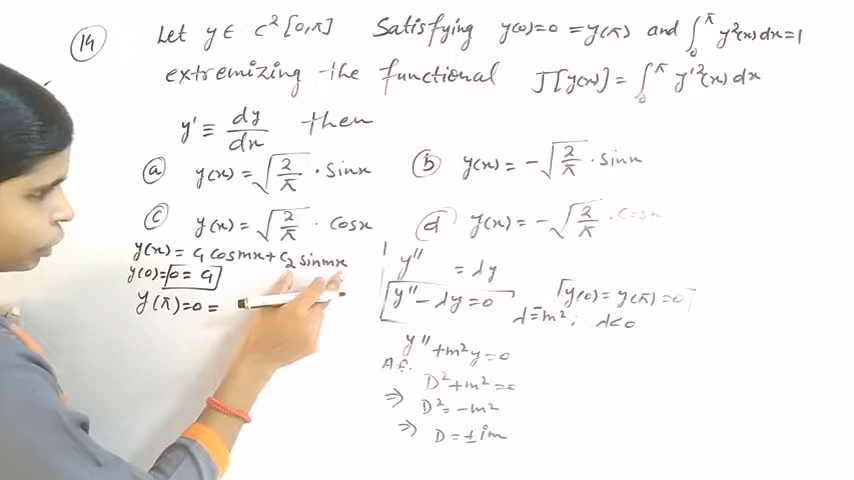 (14) Let y ∈ C²[0,π] Satisfying y(0)=0=y(π) and ∫₀^π y²(x)dx=1
extremizing the functional J[y(x)] = ∫₀^π y'²(x)dx
y' ≡ dy/dx then
(a) y(x) = √(2/π) · sinx
(b) y(x) = -√(2/π) · sinx
(c) y(x) = √(2/π) · cosx
(d) y(x) = -√(2/π) · cosx
y(x) = C₁cosmx + C₂ sinmx
y(0)=0 = C₁
y(π)=0 =
y'' = λy
y'' - λy = 0
y(0) = y(π) = 0
λ = -m² ; λ<0
y'' + m²y = 0
A.E.
D² + m² = 0
⇒ D² = -m²
⇒ D = ± im